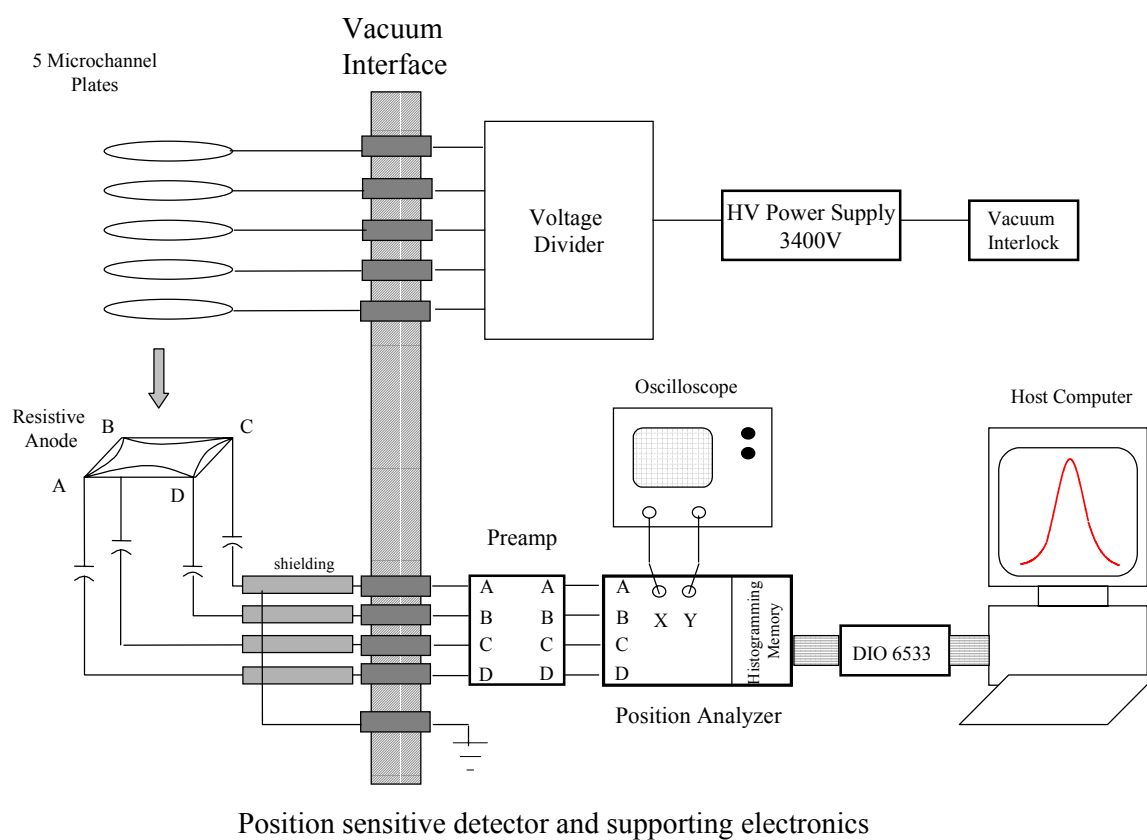 Vacuum
Interface
5 Microchannel
Plates
Voltage
Divider
HV Power Supply
3400V
Vacuum
Interlock
Oscilloscope
Host Computer
Resistive
Anode
B
C
A
D
shielding
Preamp
A A
B B
C C
D D
A
B
C
D
X Y
Histogramming
Memory
DIO 6533
Position Analyzer
Position sensitive detector and supporting electronics